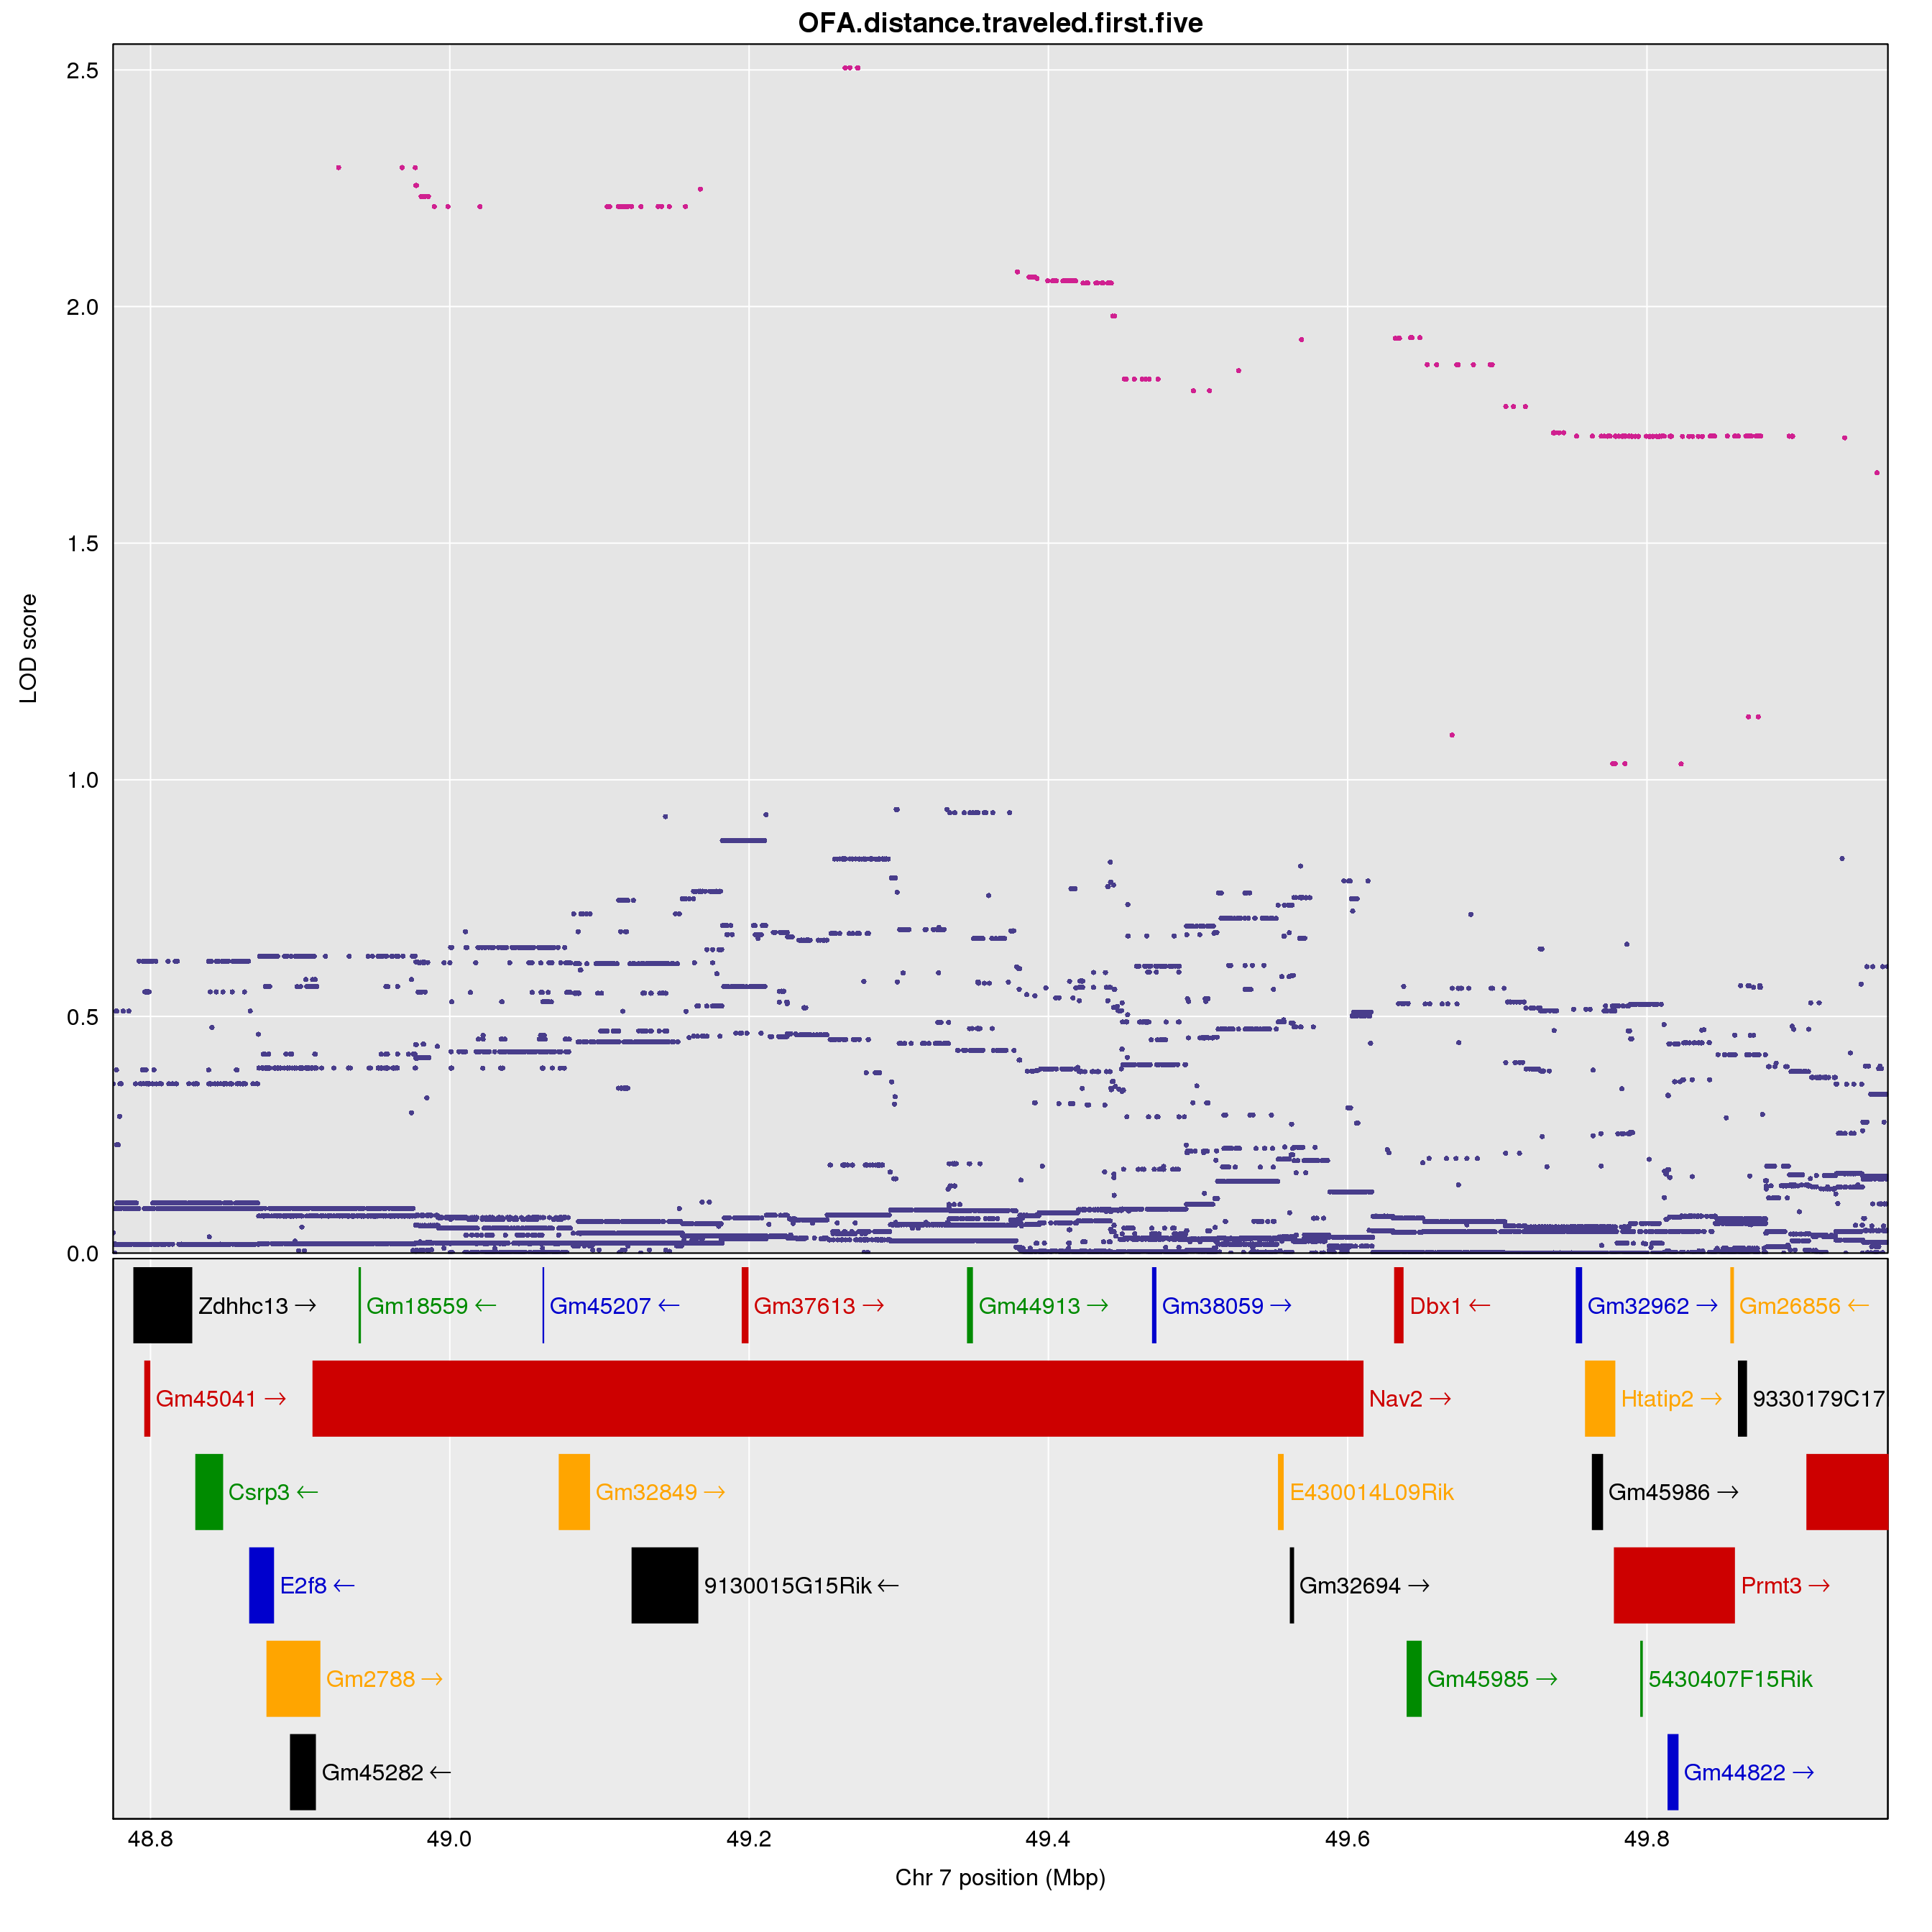 OFA.distance.traveled.first.five
2.5
2.0
1.5
1.0
0.5
0.0
LOD score
Zdhhc13 → Gm18559 ← Gm45207 ← Gm37613 → Gm44913 → Gm38059 → Dbx1 ← Gm32962 → Gm26856 ←
Gm45041 → Nav2 → Htatip2 → 9330179C17
Csrp3 ← Gm32849 → E430014L09Rik Gm45986 →
E2f8 ← 9130015G15Rik ← Gm32694 → Prmt3 →
Gm2788 → Gm45985 → 5430407F15Rik
Gm45282 ← Gm44822 →
48.8 49.0 49.2 49.4 49.6 49.8
Chr 7 position (Mbp)